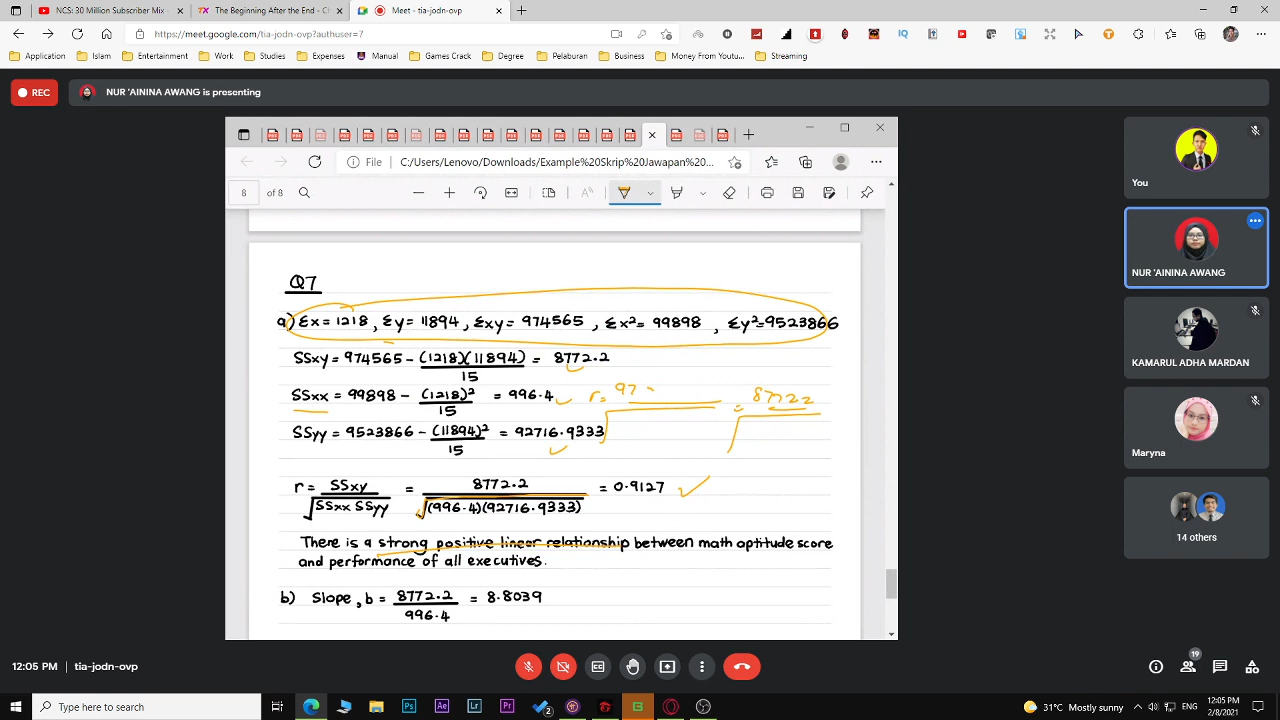 NCS: 30 Million Subscriber Mix -
The Beginning After the End - Ch
Meet - tia-jodn-ovp
https://meet.google.com/tia-jodn-ovp?authuser=7
Application
Islam
Entertainment
Work
Studies
Expenses
Manual
Games Crack
Degree
Pelaburan
Business
Money From Youtu...
Streaming
REC
NUR 'AININA AWANG is presenting
File
C:/Users/Lenovo/Downloads/Example%20Skrip%20Jawapan%20...
8 of 8
Q7
a) Σx = 1218 , Σy = 11894 , Σxy = 974565 , Σx² = 99898 , Σy² = 9523866
SSxy = 974565 - (1218)(11894) / 15 = 8772.2
SSxx = 99898 - (1218)² / 15 = 996.4
r = 97
= 87722
SSyy = 9523866 - (11894)² / 15 = 92716.9333
r = SSxy / √SSxx SSyy = 8772.2 / √(996.4)(92716.9333) = 0.9127
There is a strong positive linear relationship between math aptitude score
and performance of all executives.
b) Slope, b = 8772.2 / 996.4 = 8.8039
You
NUR 'AININA AWANG
KAMARUL ADHA MARDAN
Maryna
14 others
12:05 PM | tia-jodn-ovp
19
Type here to search
Ps
Ae
Lr
Pr
2
31°C Mostly sunny
ENG
12:05 PM
2/8/2021